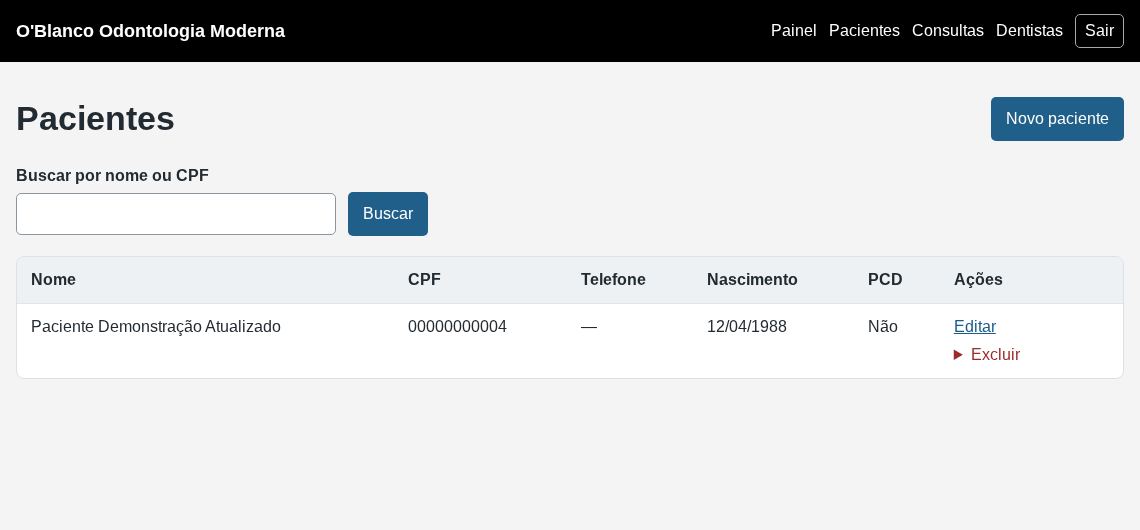 O'Blanco Odontologia Moderna
Painel Pacientes Consultas Dentistas Sair
Pacientes
Novo paciente
Buscar por nome ou CPF
Buscar
Nome CPF Telefone Nascimento PCD Ações
Paciente Demonstração Atualizado 00000000004 — 12/04/1988 Não Editar
Excluir